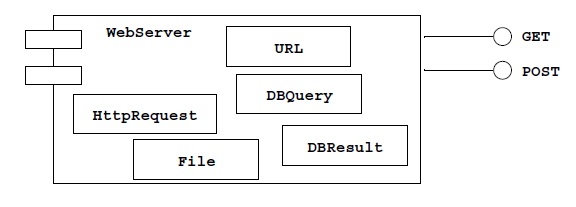 WebServer
URL
GET
POST
DBQuery
HttpRequest
DBResult
File